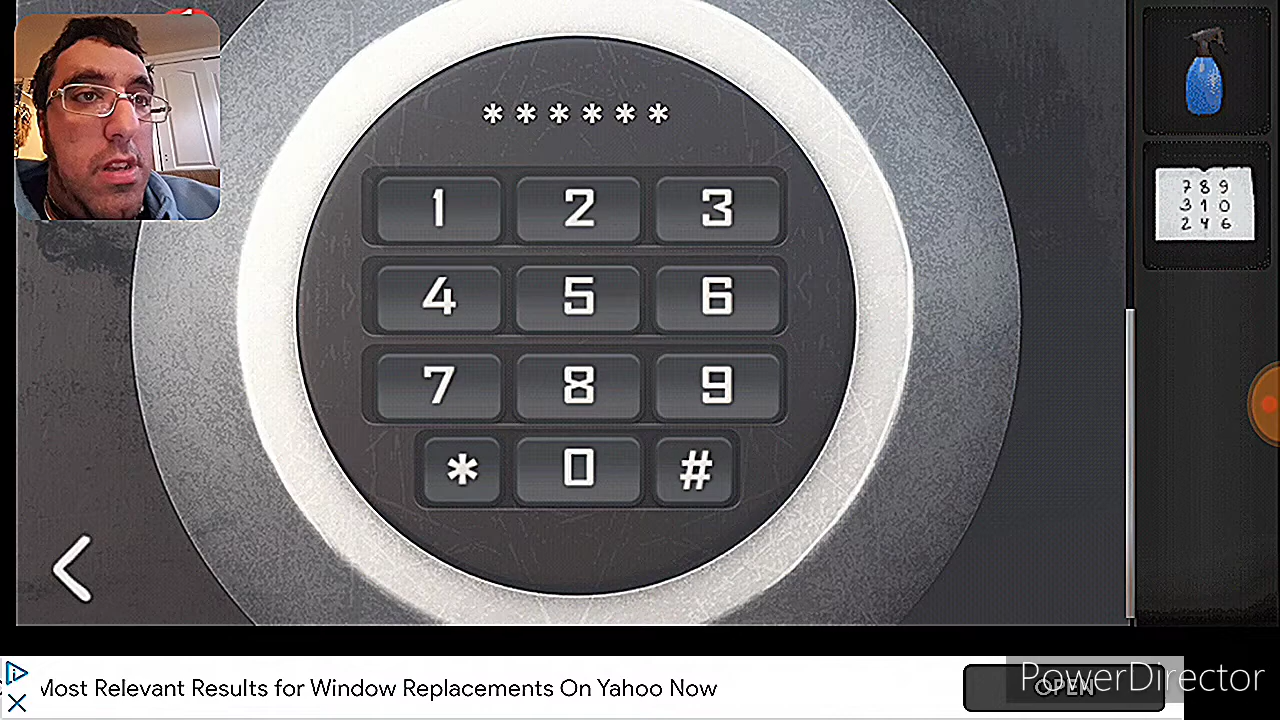 ******
1 2 3
4 5 6
7 8 9
* 0 #
7 8 9
3 1 0
2 4 6
Most Relevant Results for Window Replacements On Yahoo Now
OPEN
PowerDirector